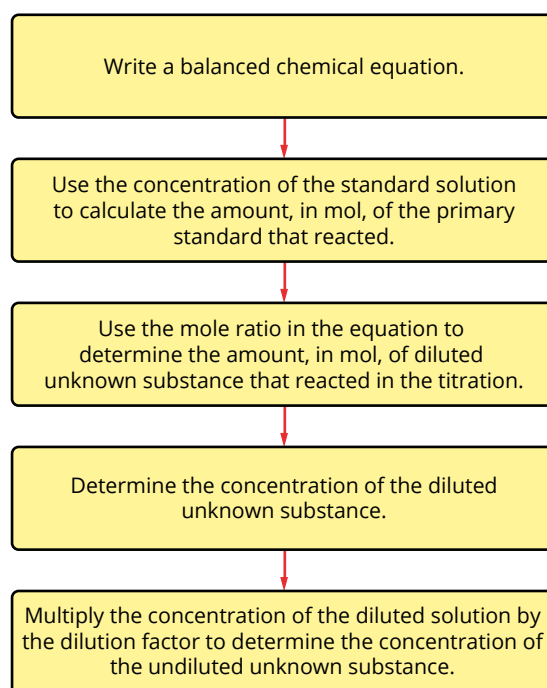 Write a balanced chemical equation.
Use the concentration of the standard solution
to calculate the amount, in mol, of the primary
standard that reacted.
Use the mole ratio in the equation to
determine the amount, in mol, of diluted
unknown substance that reacted in the titration.
Determine the concentration of the diluted
unknown substance.
Multiply the concentration of the diluted solution by
the dilution factor to determine the concentration of
the undiluted unknown substance.